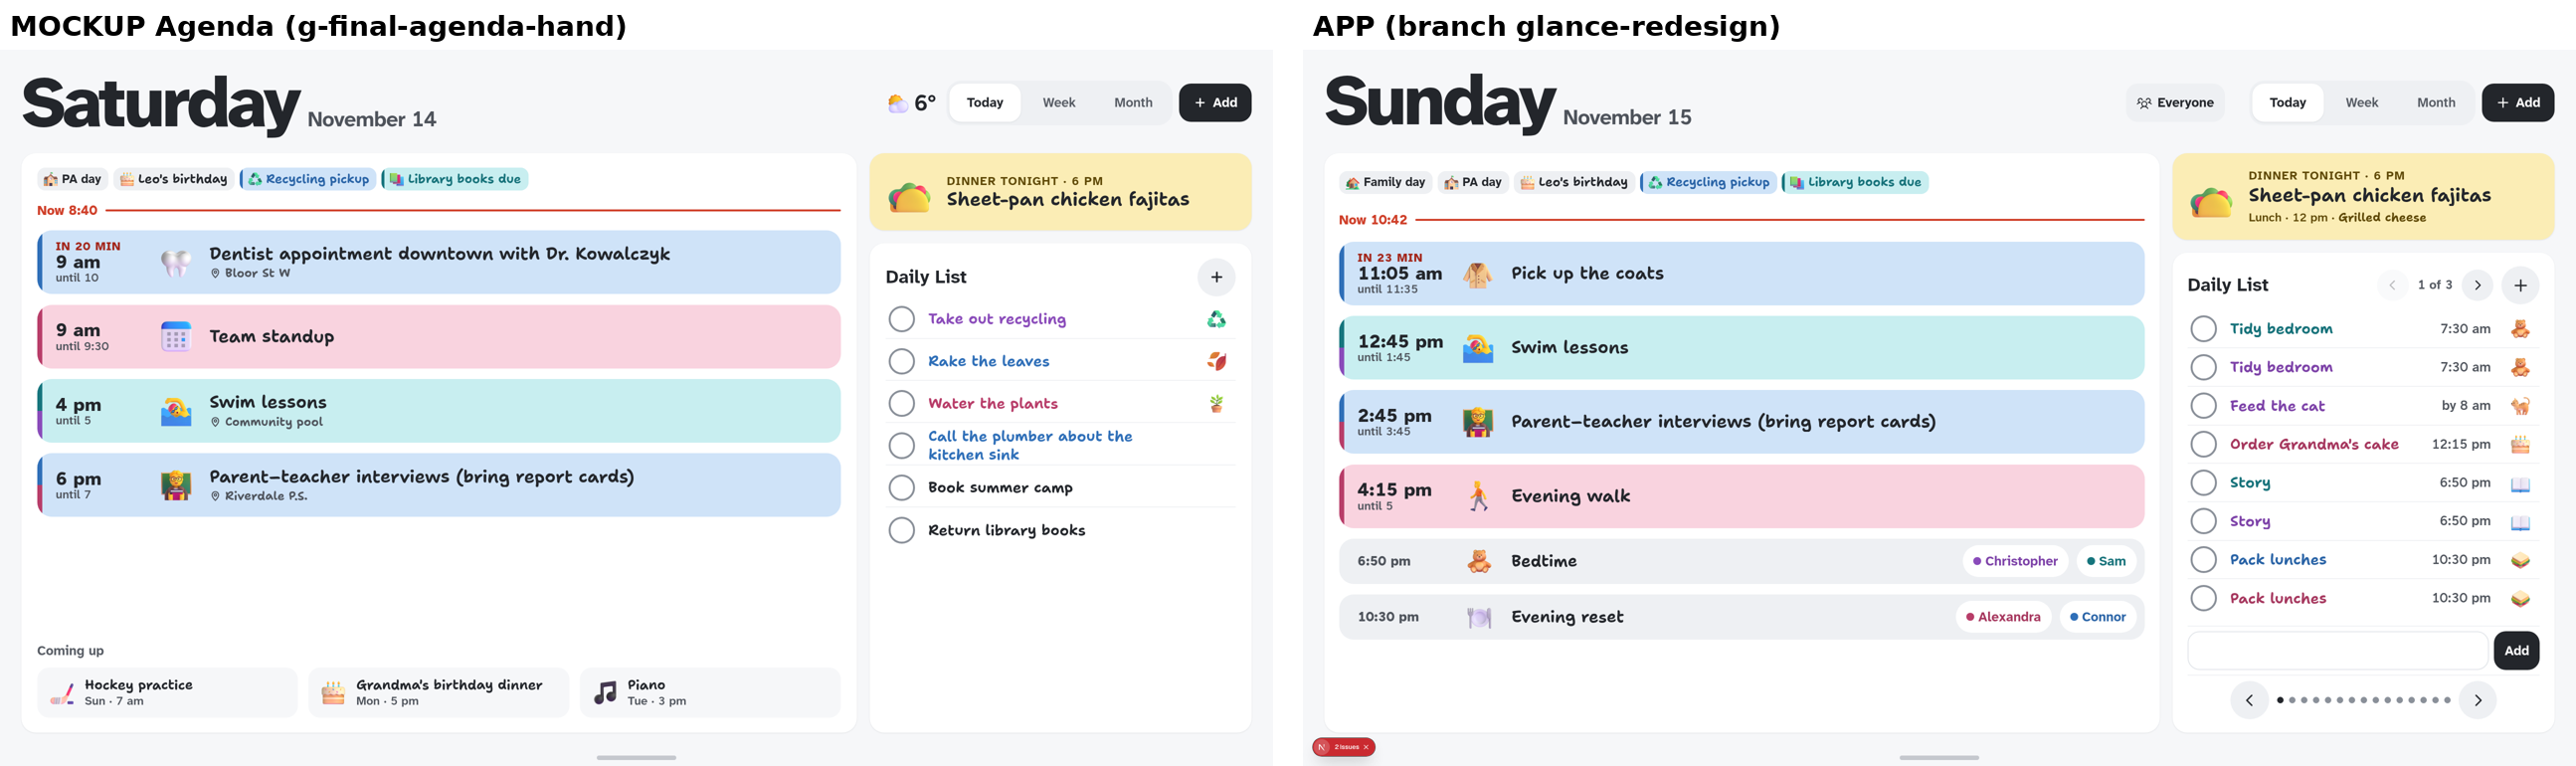 MOCKUP Agenda (g-final-agenda-hand)
Saturday November 14
6°
Today Week Month
+ Add
PA day
Leo's birthday
Recycling pickup
Library books due
Now 8:40
IN 20 MIN
9 am
until 10
Dentist appointment downtown with Dr. Kowalczyk
Bloor St W
9 am
until 9:30
Team standup
4 pm
until 5
Swim lessons
Community pool
6 pm
until 7
Parent-teacher interviews (bring report cards)
Riverdale P.S.
Coming up
Hockey practice
Sun · 7 am
Grandma's birthday dinner
Mon · 5 pm
Piano
Tue · 3 pm
DINNER TONIGHT · 6 PM
Sheet-pan chicken fajitas
Daily List
+
Take out recycling
Rake the leaves
Water the plants
Call the plumber about the
kitchen sink
Book summer camp
Return library books
APP (branch glance-redesign)
Sunday November 15
Everyone
Today Week Month
+ Add
Family day
PA day
Leo's birthday
Recycling pickup
Library books due
Now 10:42
IN 23 MIN
11:05 am
until 11:35
Pick up the coats
12:45 pm
until 1:45
Swim lessons
2:45 pm
until 3:45
Parent-teacher interviews (bring report cards)
4:15 pm
until 5
Evening walk
6:50 pm
Bedtime
Christopher
Sam
10:30 pm
Evening reset
Alexandra
Connor
N 2 Issues ×
DINNER TONIGHT · 6 PM
Sheet-pan chicken fajitas
Lunch · 12 pm · Grilled cheese
Daily List
1 of 3
+
Tidy bedroom 7:30 am
Tidy bedroom 7:30 am
Feed the cat by 8 am
Order Grandma's cake 12:15 pm
Story 6:50 pm
Story 6:50 pm
Pack lunches 10:30 pm
Pack lunches 10:30 pm
Add